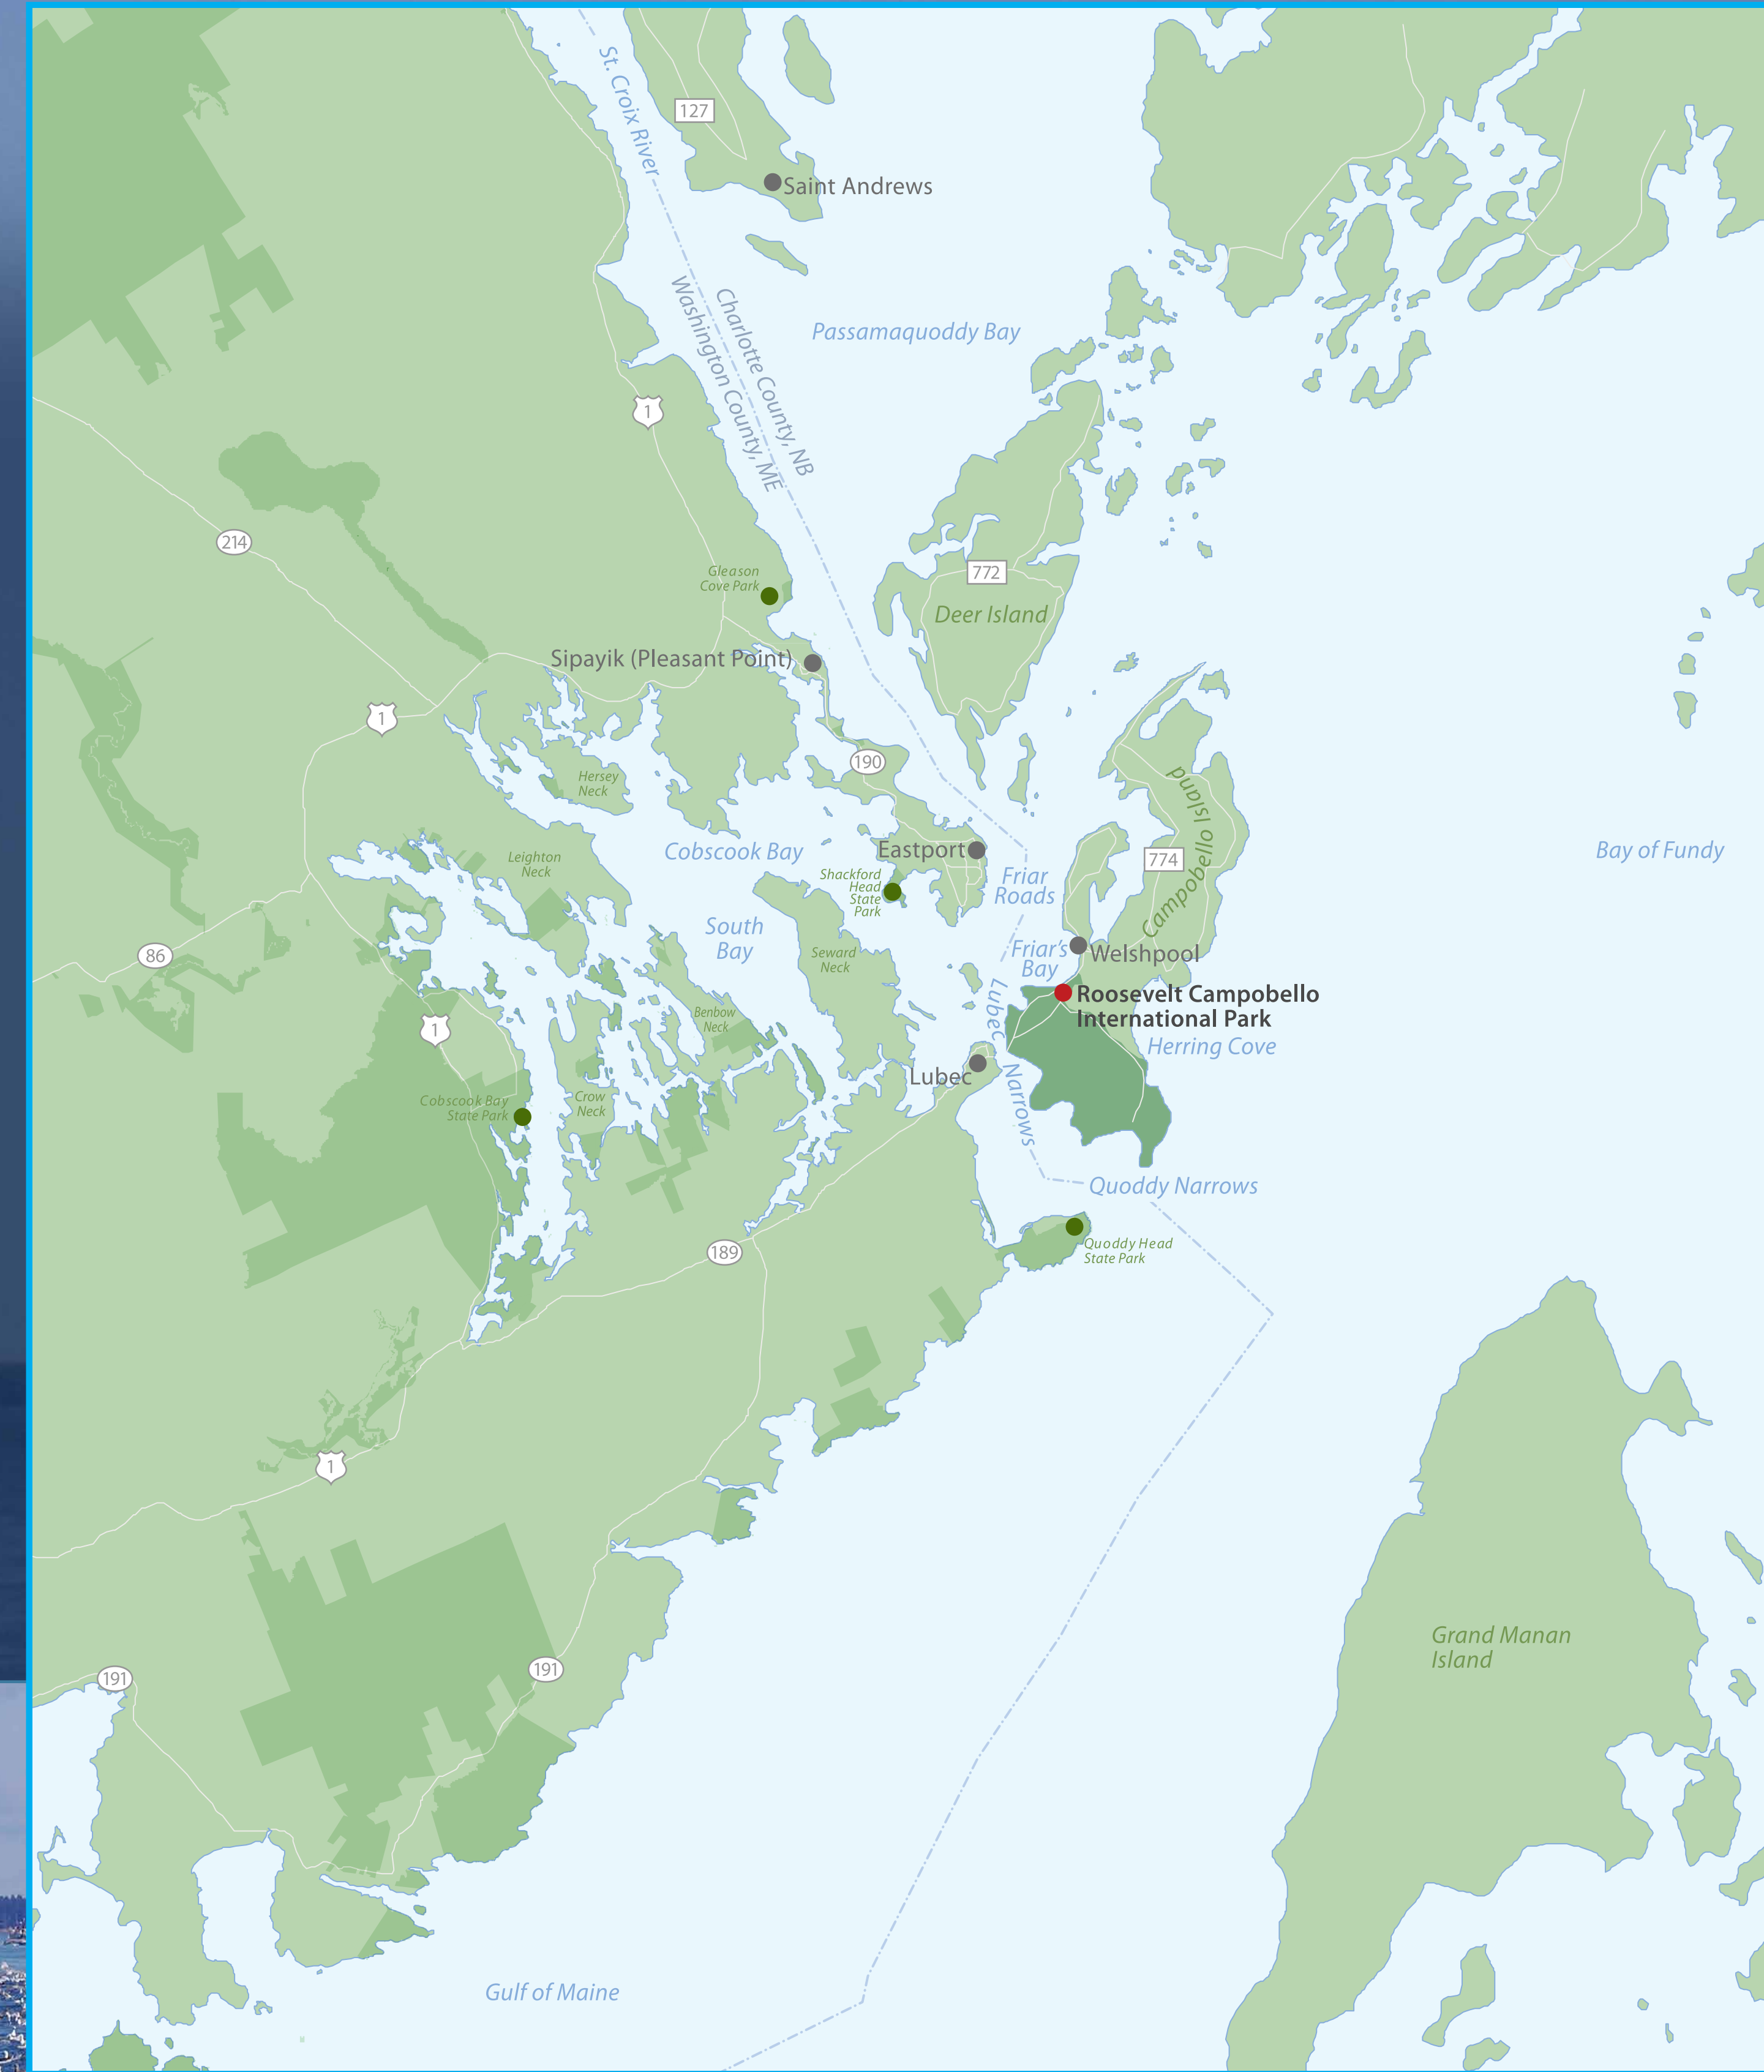 St. Croix River
127
Saint Andrews
Charlotte County, NB
Washington County, ME
Passamaquoddy Bay
1
214
Gleason
Cove Park
772
Deer Island
Sipayik (Pleasant Point)
1
190
Hersey
Neck
Campobello Island
Cobscook Bay
Eastport
774
Bay of Fundy
Leighton
Neck
Shackford
Head
State
Park
Friar
Roads
South
Bay
86
Seward
Neck
Friar's
Bay
Welshpool
Lubec Narrows
Roosevelt Campobello
International Park
Benbow
Neck
1
Herring Cove
Lubec
Cobscook Bay
State Park
Crow
Neck
Quoddy Narrows
189
Quoddy Head
State Park
1
Grand Manan
Island
191
191
Gulf of Maine